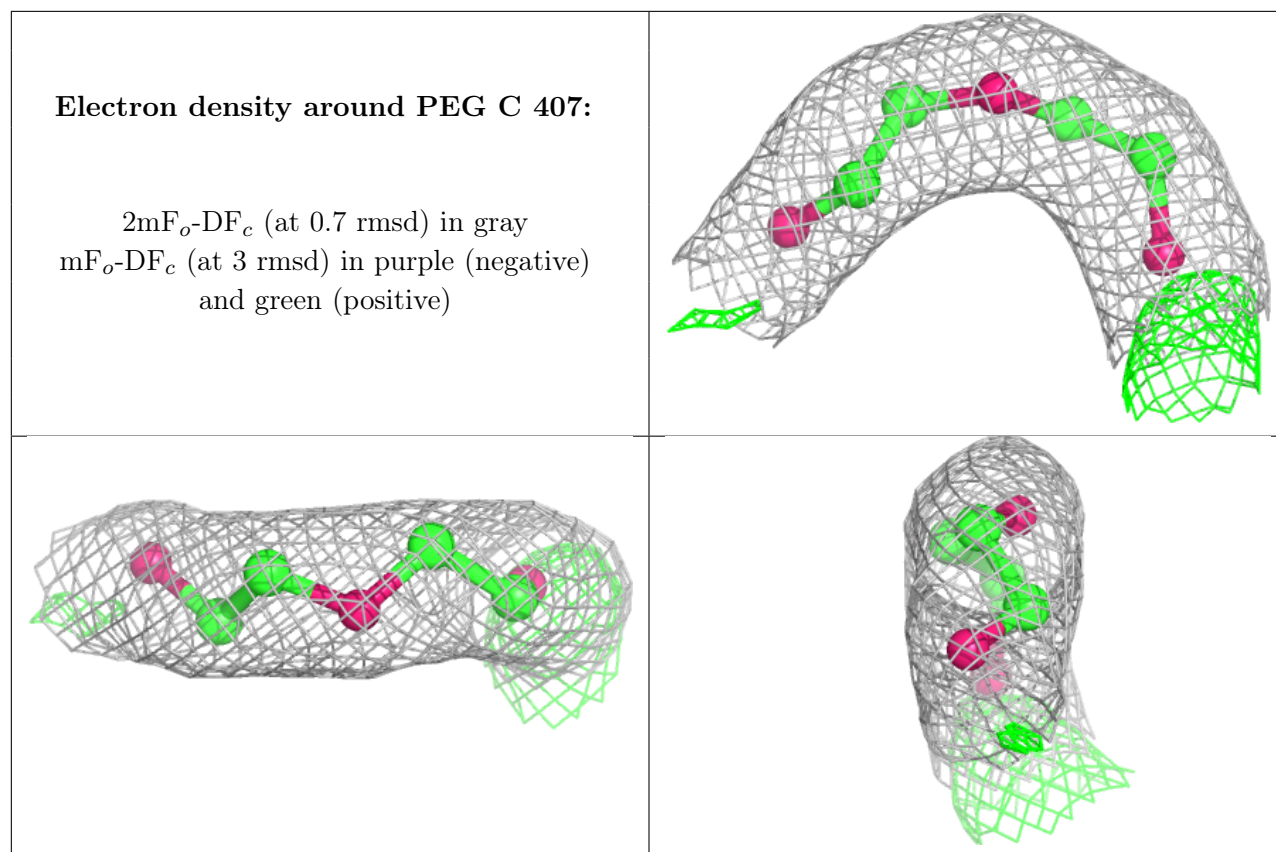 Electron density around PEG C 407:
2mFo-DFc (at 0.7 rmsd) in gray
mFo-DFc (at 3 rmsd) in purple (negative)
and green (positive)